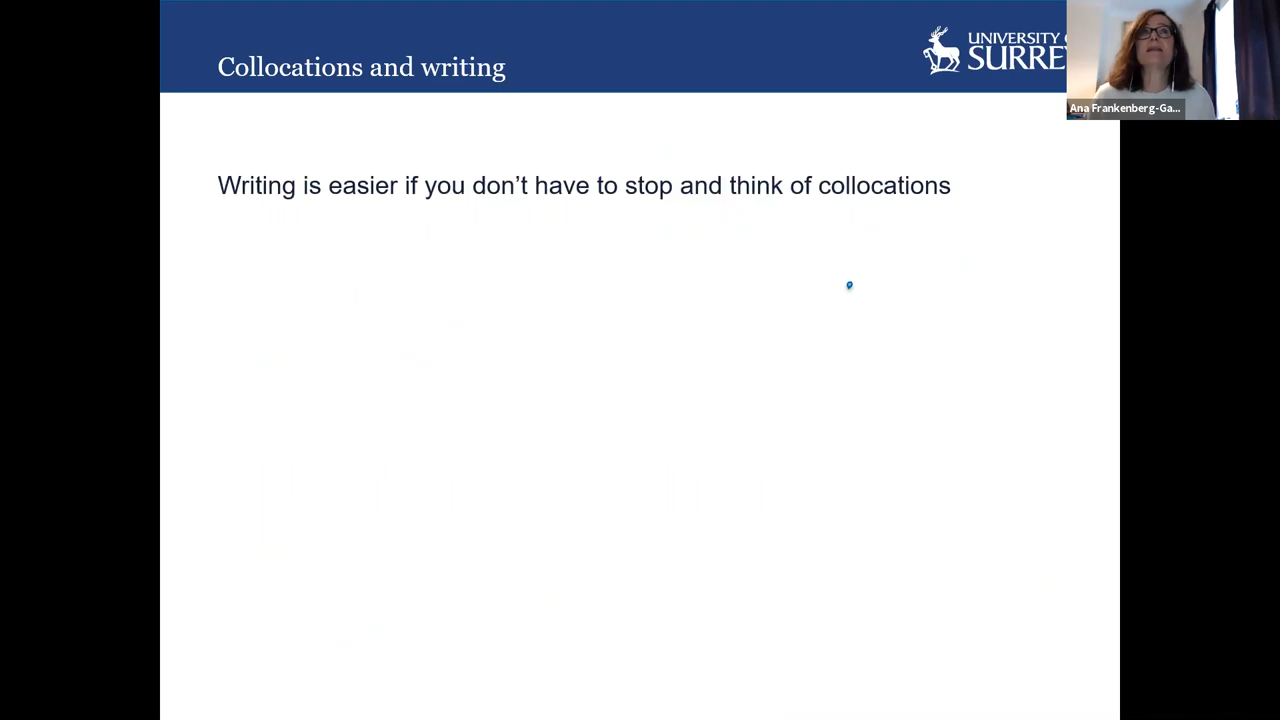 Collocations and writing
UNIVERSITY O
SURRE
Ana Frankenberg-Ga...
Writing is easier if you don’t have to stop and think of collocations